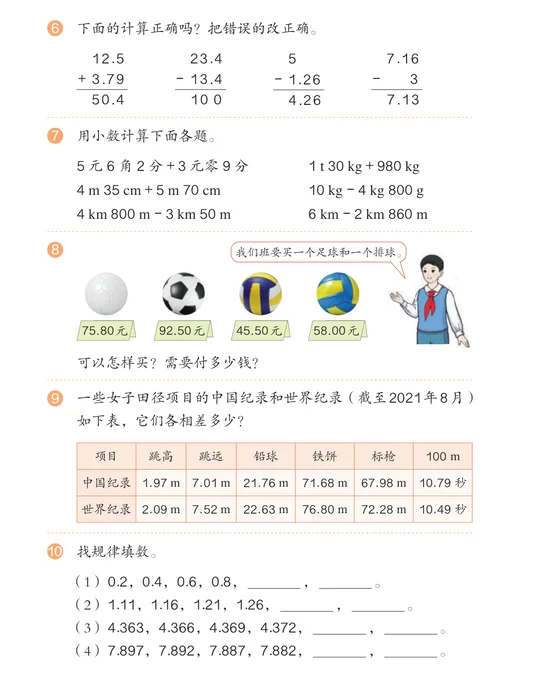 6 下面的计算正确吗？把错误的改正确。
12.5 23.4 5 7.16
+ 3.79 − 13.4 − 1.26 − 3
50.4 10 0 4.26 7.13
7 用小数计算下面各题。
5 元 6 角 2 分 + 3 元零 9 分 1 t 30 kg + 980 kg
4 m 35 cm + 5 m 70 cm 10 kg − 4 kg 800 g
4 km 800 m − 3 km 50 m 6 km − 2 km 860 m
8 我们班要买一个足球和一个排球。
75.80 元 92.50 元 45.50 元 58.00 元
可以怎样买？需要付多少钱？
9 一些女子田径项目的中国纪录和世界纪录（截至2021年8月）
如下表，它们各相差多少？
项目 跳高 跳远 铅球 铁饼 标枪 100 m
中国纪录 1.97 m 7.01 m 21.76 m 71.68 m 67.98 m 10.79 秒
世界纪录 2.09 m 7.52 m 22.63 m 76.80 m 72.28 m 10.49 秒
10 找规律填数。
（1）0.2，0.4，0.6，0.8，______，______。
（2）1.11，1.16，1.21，1.26，______，______。
（3）4.363，4.366，4.369，4.372，______，______。
（4）7.897，7.892，7.887，7.882，______，______。